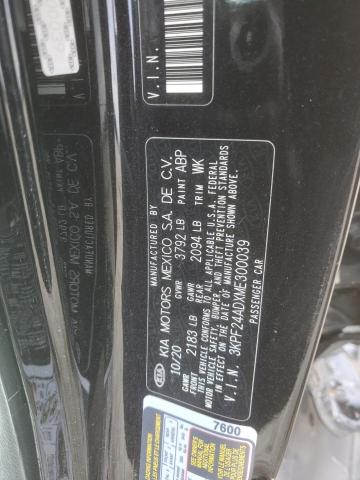 MANUFACTURED BY
KIA KIA MOTORS MEXICO S.A. DE C.V.
10/20 GVWR 3792 LB PAINT ABP
GAWR FRONT 2183 LB GAWR REAR 2094 LB TRIM WK
THIS VEHICLE CONFORMS TO ALL APPLICABLE U.S.A. FEDERAL
MOTOR VEHICLE SAFETY, BUMPER, AND THEFT PREVENTION STANDARDS
IN EFFECT ON THE DATE OF MANUFACTURE SHOWN ABOVE.
V.I.N. 3KPF24ADXME300039
PASSENGER CAR
V.I.N.
7600